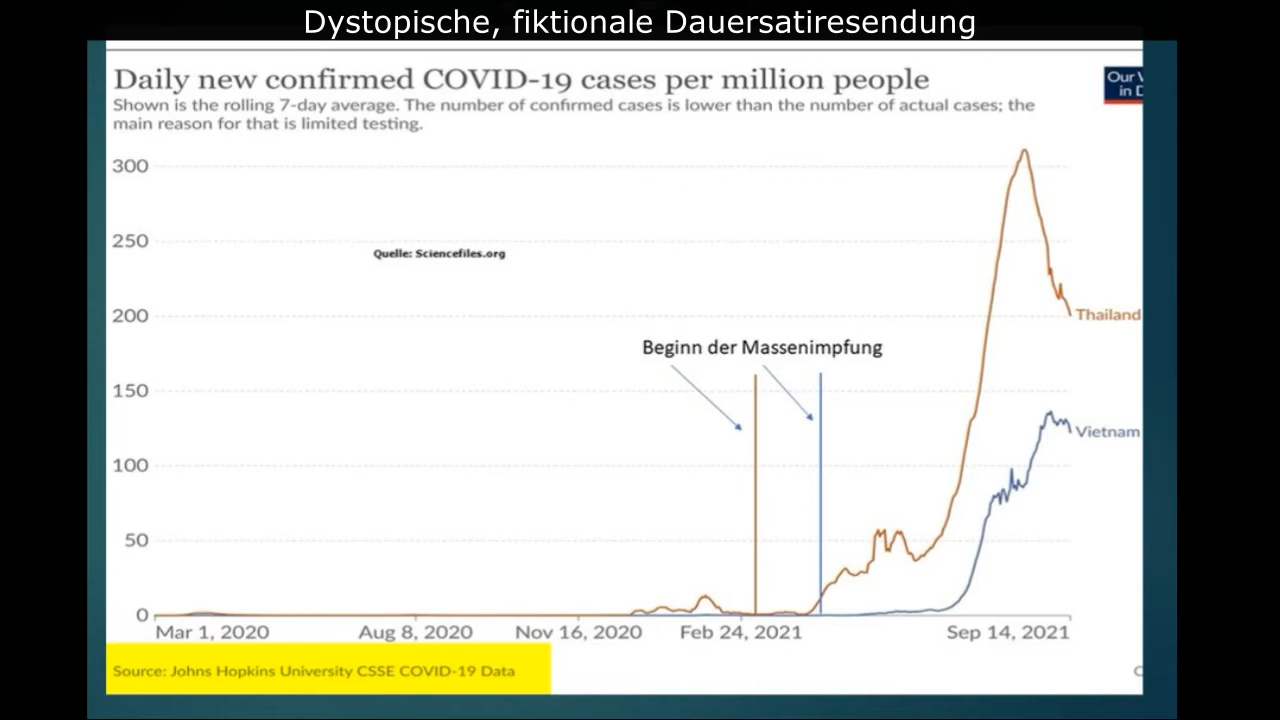 Dystopische, fiktionale Dauersatiresendung
Daily new confirmed COVID-19 cases per million people
Our
in
Shown is the rolling 7-day average. The number of confirmed cases is lower than the number of actual cases; the
main reason for that is limited testing.
300
250
Quelle: Sciencefiles.org
200
Thailand
Beginn der Massenimpfung
150
Vietnam
100
50
0
Mar 1, 2020 Aug 8, 2020 Nov 16, 2020 Feb 24, 2021 Sep 14, 2021
Source: Johns Hopkins University CSSE COVID-19 Data